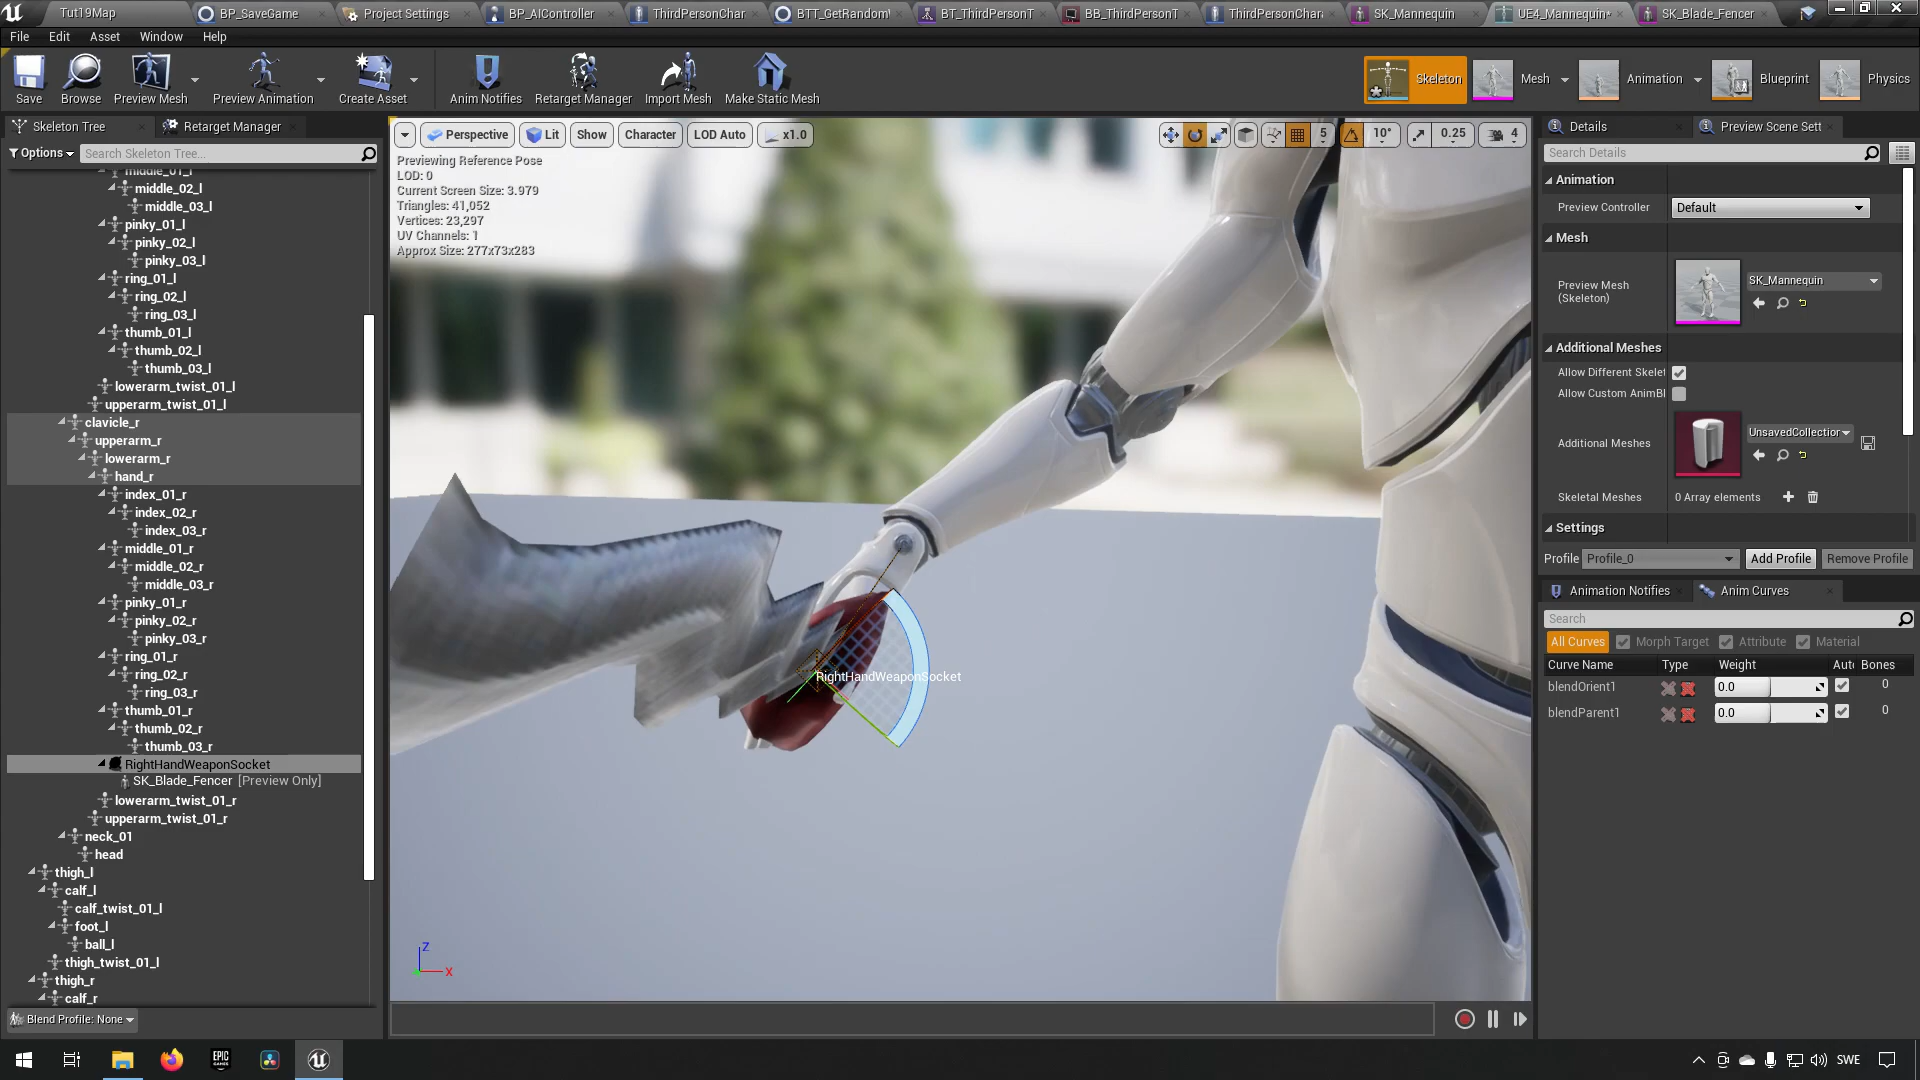 Tut19Map
BP_SaveGame
Project Settings
BP_AIController
ThirdPersonChar
BTT_GetRandom
BT_ThirdPersonT
BB_ThirdPersonT
ThirdPersonChar
SK_Mannequin
UE4_Mannequin*
SK_Blade_Fencer
File Edit Asset Window Help
Save
Browse
Preview Mesh
Preview Animation
Create Asset
Anim Notifies
Retarget Manager
Import Mesh
Make Static Mesh
Skeleton
Mesh
Animation
Blueprint
Physics
Skeleton Tree
Retarget Manager
Options
Search Skeleton Tree...
middle_01_l
middle_02_l
middle_03_l
pinky_01_l
pinky_02_l
pinky_03_l
ring_01_l
ring_02_l
ring_03_l
thumb_01_l
thumb_02_l
thumb_03_l
lowerarm_twist_01_l
upperarm_twist_01_l
clavicle_r
upperarm_r
lowerarm_r
hand_r
index_01_r
index_02_r
index_03_r
middle_01_r
middle_02_r
middle_03_r
pinky_01_r
pinky_02_r
pinky_03_r
ring_01_r
ring_02_r
ring_03_r
thumb_01_r
thumb_02_r
thumb_03_r
RightHandWeaponSocket
SK_Blade_Fencer [Preview Only]
lowerarm_twist_01_r
upperarm_twist_01_r
neck_01
head
thigh_l
calf_l
calf_twist_01_l
foot_l
ball_l
thigh_twist_01_l
thigh_r
calf_r
Blend Profile: None
Perspective
Lit
Show
Character
LOD Auto
x1.0
5
10°
0.25
4
Previewing Reference Pose
LOD: 0
Current Screen Size: 3.979
Triangles: 41,052
Vertices: 23,297
UV Channels: 1
Approx Size: 277x73x283
RightHandWeaponSocket
Z
X
Details
Preview Scene Sett
Search Details
Animation
Preview Controller
Default
Mesh
Preview Mesh
(Skeleton)
SK_Mannequin
Additional Meshes
Allow Different Skelet
Allow Custom AnimBl
Additional Meshes
UnsavedCollection
Skeletal Meshes
0 Array elements
Settings
Profile
Profile_0
Add Profile
Remove Profile
Animation Notifies
Anim Curves
Search
All Curves
Morph Target
Attribute
Material
Curve Name Type Weight Auto Bones
blendOrient1 0.0 0
blendParent1 0.0 0
EPIC
GAMES
SWE